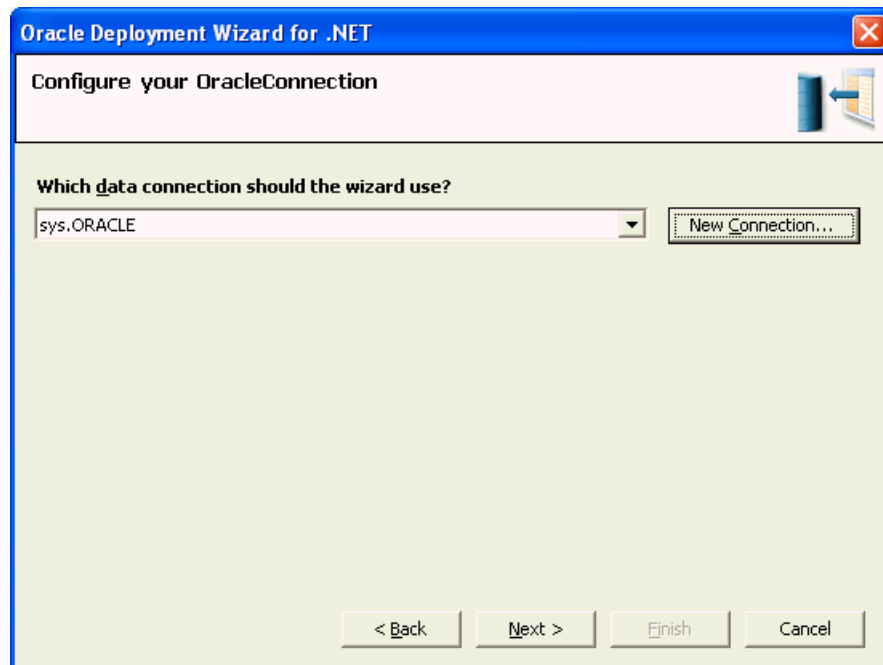 Oracle Deployment Wizard for .NET
Configure your OracleConnection
Which data connection should the wizard use?
sys.ORACLE
New Connection...
< Back
Next >
Finish
Cancel